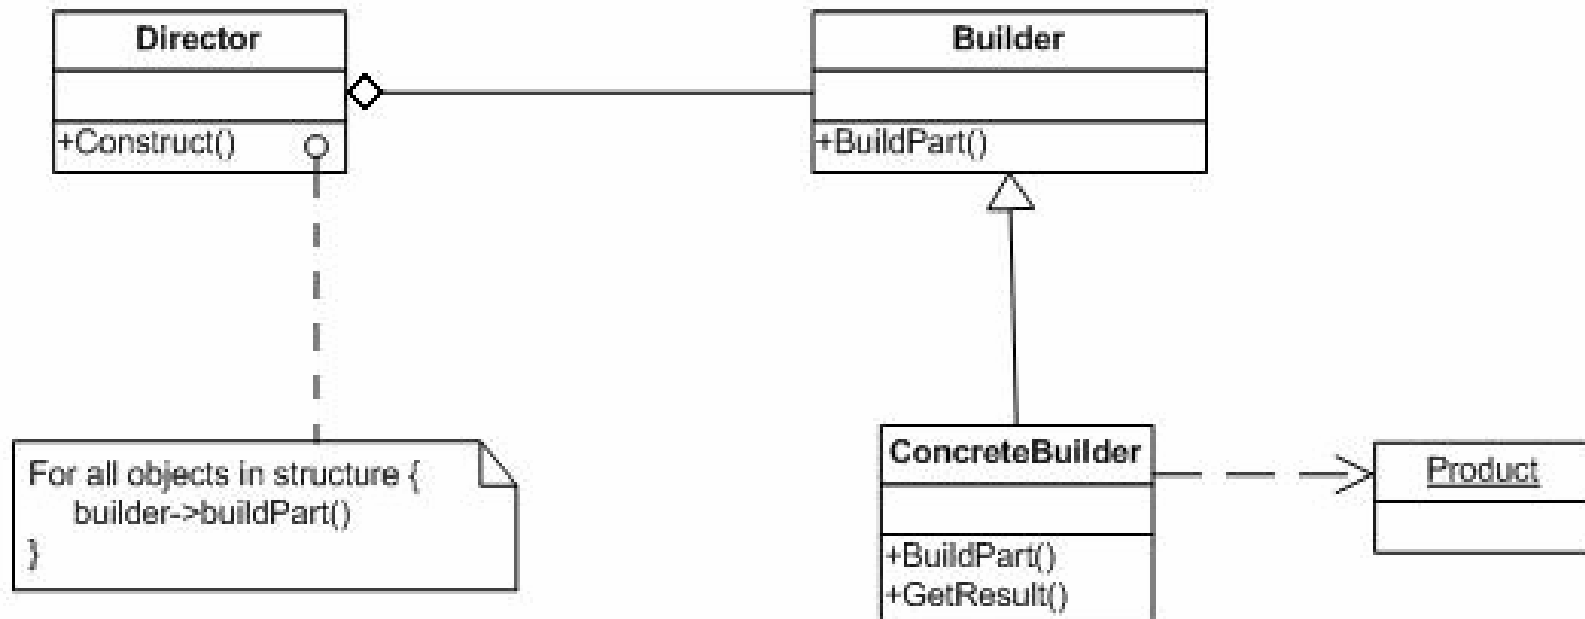 Director
+Construct()
Builder
+BuildPart()
For all objects in structure {
builder->buildPart()
}
ConcreteBuilder
+BuildPart()
+GetResult()
Product